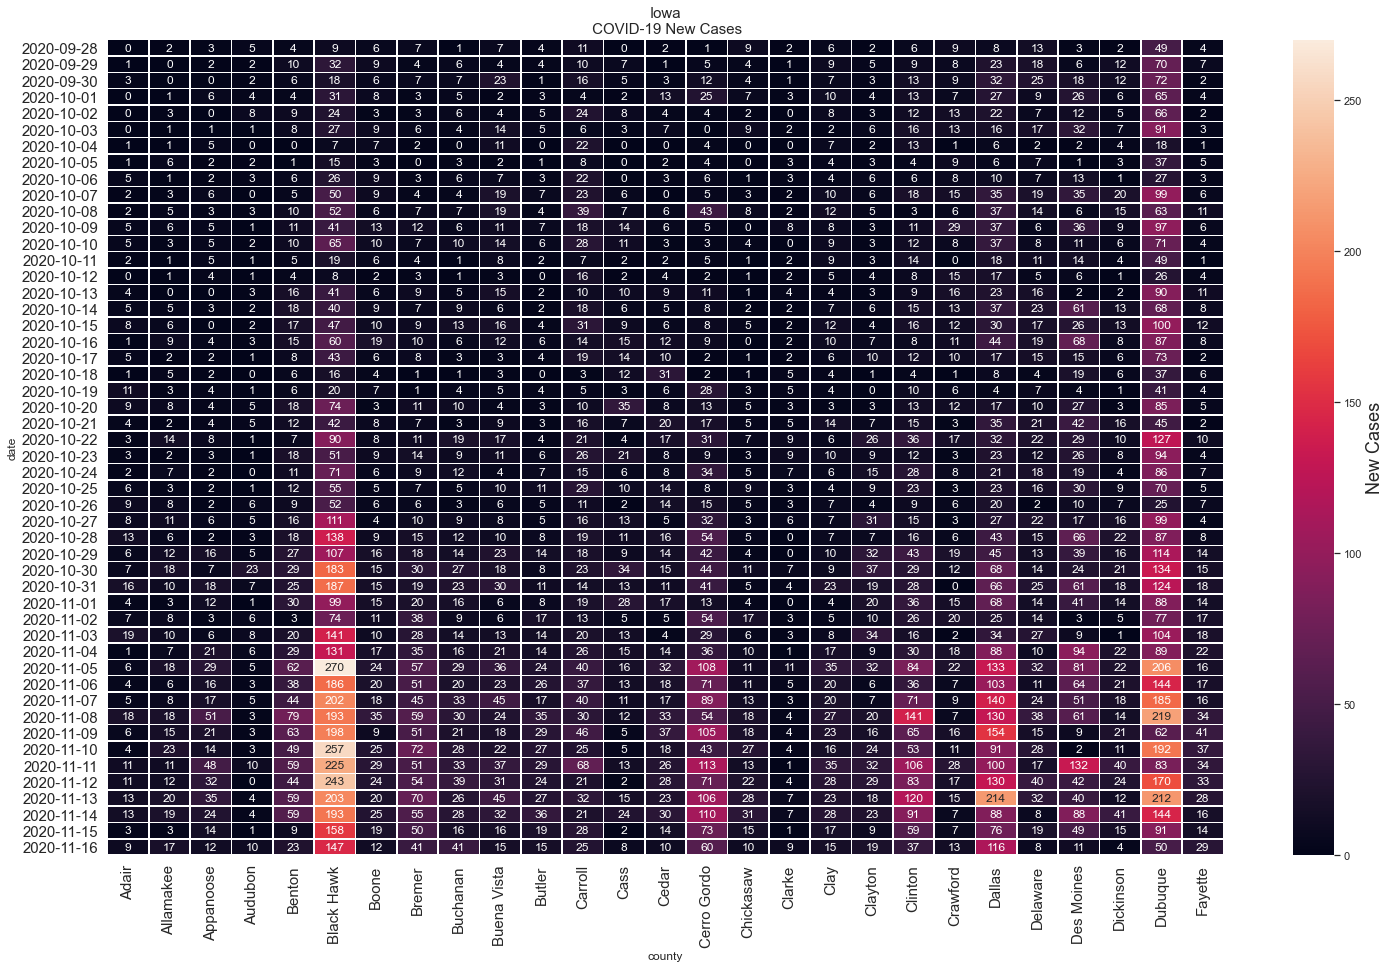 Iowa
COVID-19 New Cases
2020-09-28 0 2 3 5 4 9 6 7 1 7 4 11 0 2 1 9 2 6 2 6 9 8 13 3 2 49 4
2020-09-29 1 0 2 2 10 32 9 4 6 4 4 10 7 1 5 4 1 9 5 9 8 23 18 6 12 70 7
2020-09-30 3 0 0 2 6 18 6 7 7 23 1 16 5 3 12 4 1 7 3 13 9 32 25 18 12 72 2
2020-10-01 0 1 6 4 4 31 8 3 5 2 3 4 2 13 25 7 3 10 4 13 7 27 9 26 6 65 4
2020-10-02 0 3 0 8 9 24 3 3 6 4 5 24 8 4 4 2 0 8 3 12 13 22 7 12 5 66 2
2020-10-03 0 1 1 1 8 27 9 6 4 14 5 6 3 7 0 9 2 2 6 16 13 16 17 32 7 91 3
2020-10-04 1 1 5 0 0 7 7 2 0 11 0 22 0 0 4 0 0 7 2 13 1 6 2 2 4 18 1
2020-10-05 1 6 2 2 1 15 3 0 3 2 1 8 0 2 4 0 3 4 3 4 9 6 7 1 3 37 5
2020-10-06 5 1 2 3 6 26 9 3 6 7 3 22 0 3 6 1 3 4 6 6 8 10 7 13 1 27 3
2020-10-07 2 3 6 0 5 50 9 4 4 19 7 23 6 0 5 3 2 10 6 18 15 35 19 35 20 99 6
2020-10-08 2 5 3 3 10 52 6 7 7 19 4 39 7 6 43 8 2 12 5 3 6 37 14 6 15 63 11
2020-10-09 5 6 5 1 11 41 13 12 6 11 7 18 14 6 5 0 8 8 3 11 29 37 6 36 9 97 6
2020-10-10 5 3 5 2 10 65 10 7 10 14 6 28 11 3 3 4 0 9 3 12 8 37 8 11 6 71 4
2020-10-11 2 1 5 1 5 19 6 4 1 8 2 7 2 2 5 1 2 9 3 14 0 18 11 14 4 49 1
2020-10-12 0 1 4 1 4 8 2 3 1 3 0 16 2 4 2 1 2 5 4 8 15 17 5 6 1 26 4
2020-10-13 4 0 0 3 16 41 6 9 5 15 2 10 10 9 11 1 4 4 3 9 16 23 16 2 2 90 11
2020-10-14 5 5 3 2 18 40 9 7 9 6 2 18 6 5 8 2 2 7 6 15 13 37 23 61 13 68 8
2020-10-15 8 6 0 2 17 47 10 9 13 16 4 31 9 6 8 5 2 12 4 16 12 30 17 26 13 100 12
2020-10-16 1 9 4 3 15 60 19 10 6 12 6 14 15 12 9 0 2 10 7 8 11 44 19 68 8 87 8
2020-10-17 5 2 2 1 8 43 6 8 3 3 4 19 14 10 2 1 2 6 10 12 10 17 15 15 6 73 2
2020-10-18 1 5 2 0 6 16 4 1 1 3 0 3 12 31 2 1 5 4 1 4 1 8 4 19 6 37 6
2020-10-19 11 3 4 1 6 20 7 1 4 5 4 5 3 6 28 3 5 4 0 10 6 4 7 4 1 41 4
2020-10-20 9 8 4 5 18 74 3 11 10 4 3 10 35 8 13 5 3 3 3 13 12 17 10 27 3 85 5
2020-10-21 4 2 4 5 12 42 8 7 3 9 3 16 7 20 17 5 5 14 7 15 3 35 21 42 16 45 2
2020-10-22 3 14 8 1 7 90 8 11 19 17 4 21 4 17 31 7 9 6 26 36 17 32 22 29 10 127 10
2020-10-23 3 2 3 1 18 51 9 14 9 11 6 26 21 8 9 3 9 10 9 12 3 23 12 26 8 94 4
2020-10-24 2 7 2 0 11 71 6 9 12 4 7 15 6 8 34 5 7 6 15 28 8 21 18 19 4 86 7
2020-10-25 6 3 2 1 12 55 5 7 5 10 11 29 10 14 8 9 3 4 9 23 3 23 16 30 9 70 5
2020-10-26 9 8 2 6 9 52 6 6 3 6 5 11 2 14 15 5 3 7 4 9 6 20 2 10 7 25 7
2020-10-27 8 11 6 5 16 111 4 10 9 8 5 16 13 5 32 3 6 7 31 15 3 27 22 17 16 99 4
2020-10-28 13 6 2 3 18 138 9 15 12 10 8 19 11 16 54 5 0 7 7 16 6 43 15 66 22 87 8
2020-10-29 6 12 16 5 27 107 16 18 14 23 14 18 9 14 42 4 0 10 32 43 19 45 13 39 16 114 14
2020-10-30 7 18 7 23 29 183 15 30 27 18 8 23 34 15 44 11 7 9 37 29 12 68 14 24 21 134 15
2020-10-31 16 10 18 7 25 187 15 19 23 30 11 14 13 11 41 5 4 23 19 28 0 66 25 61 18 124 18
2020-11-01 4 3 12 1 30 99 15 20 16 6 8 19 28 17 13 4 0 4 20 36 15 68 14 41 14 88 14
2020-11-02 7 8 3 6 3 74 11 38 9 6 17 13 5 5 54 17 3 5 10 26 20 25 14 3 5 77 17
2020-11-03 19 10 6 8 20 141 10 28 14 13 14 20 13 4 29 6 3 8 34 16 2 34 27 9 1 104 18
2020-11-04 1 7 21 6 29 131 17 35 16 21 14 26 15 14 36 10 1 17 9 30 18 88 10 94 22 89 22
2020-11-05 6 18 29 5 62 270 24 57 29 36 24 40 16 32 108 11 11 35 32 84 22 133 32 81 22 206 16
2020-11-06 4 6 16 3 38 186 20 51 20 23 26 37 13 18 71 11 5 20 6 36 7 103 11 64 21 144 17
2020-11-07 5 8 17 5 44 202 18 45 33 45 17 40 11 17 89 13 3 20 7 71 9 140 24 51 18 185 16
2020-11-08 18 18 51 3 79 193 35 59 30 24 35 30 12 33 54 18 4 27 20 141 7 130 38 61 14 219 34
2020-11-09 6 15 21 3 63 198 9 51 21 18 29 46 5 37 105 18 4 23 16 65 16 154 15 9 21 62 41
2020-11-10 4 23 14 3 49 257 25 72 28 22 27 25 5 18 43 27 4 16 24 53 11 91 28 2 11 192 37
2020-11-11 11 11 48 10 59 225 29 51 33 37 29 68 13 26 113 13 1 35 32 106 28 100 17 132 40 83 34
2020-11-12 11 12 32 0 44 243 24 54 39 31 24 21 2 28 71 22 4 28 29 83 17 130 40 42 24 170 33
2020-11-13 13 20 35 4 59 203 20 70 26 45 27 32 15 23 106 28 7 23 18 120 15 214 32 40 12 212 28
2020-11-14 13 19 24 4 59 193 25 55 28 32 36 21 24 30 110 31 7 28 23 91 7 88 8 88 41 144 16
2020-11-15 3 3 14 1 9 158 19 50 16 16 19 28 2 14 73 15 1 17 9 59 7 76 19 49 15 91 14
2020-11-16 9 17 12 10 23 147 12 41 41 15 15 25 8 10 60 10 9 15 19 37 13 116 8 11 4 50 29
date
Adair Allamakee Appanoose Audubon Benton Black Hawk Boone Bremer Buchanan Buena Vista Butler Carroll Cass Cedar Cerro Gordo Chickasaw Clarke Clay Clayton Clinton Crawford Dallas Delaware Des Moines Dickinson Dubuque Fayette
county
250
200
150
100
50
0
New Cases